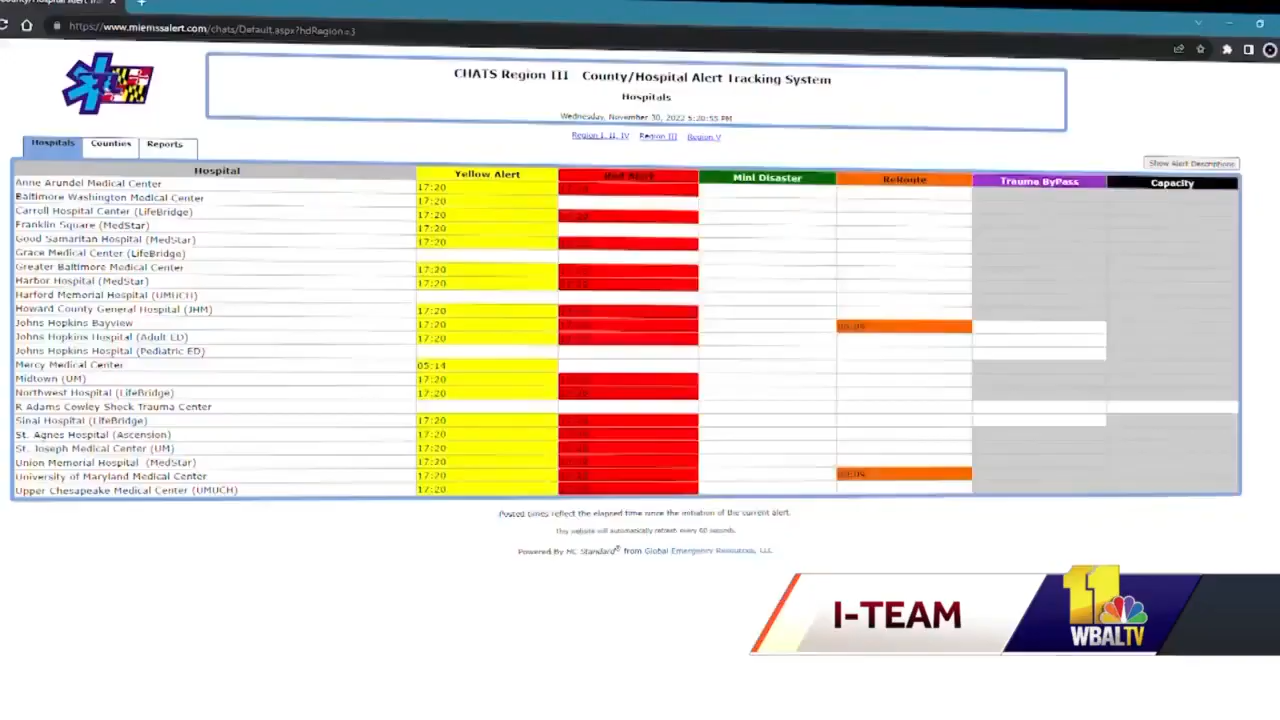 County/Hospital Alert
https://www.miemssalert.com/chats/Default.aspx?hdRegion=3
CHATS Region III County/Hospital Alert Tracking System
Hospitals
Wednesday, November 30, 2022 5:20:55 PM
Region I, II, IV Region III Region V
Hospitals Counties Reports
Show Alert Descriptions
Hospital Yellow Alert Red Alert Mini Disaster ReRoute Trauma ByPass Capacity
Anne Arundel Medical Center 17:20
Baltimore Washington Medical Center 17:20
Carroll Hospital Center (LifeBridge) 17:20
Franklin Square (MedStar) 17:20
Good Samaritan Hospital (MedStar) 17:20
Grace Medical Center (LifeBridge)
Greater Baltimore Medical Center 17:20
Harbor Hospital (MedStar) 17:20
Harford Memorial Hospital (UMUCH)
Howard County General Hospital (JHM) 17:20
Johns Hopkins Bayview 17:20
Johns Hopkins Hospital (Adult ED) 17:20
Johns Hopkins Hospital (Pediatric ED)
Mercy Medical Center 05:14
Midtown (UM) 17:20
Northwest Hospital (LifeBridge) 17:20
R Adams Cowley Shock Trauma Center
Sinai Hospital (LifeBridge) 17:20
St. Agnes Hospital (Ascension) 17:20
St. Joseph Medical Center (UM) 17:20
Union Memorial Hospital (MedStar) 17:20
University of Maryland Medical Center 17:20
Upper Chesapeake Medical Center (UMUCH) 17:20
Posted times reflect the elapsed time since the initiation of the current alert.
This website will automatically refresh every 60 seconds.
Powered By HC Standard® from Global Emergency Resources, LLC
I-TEAM
11
WBALTV